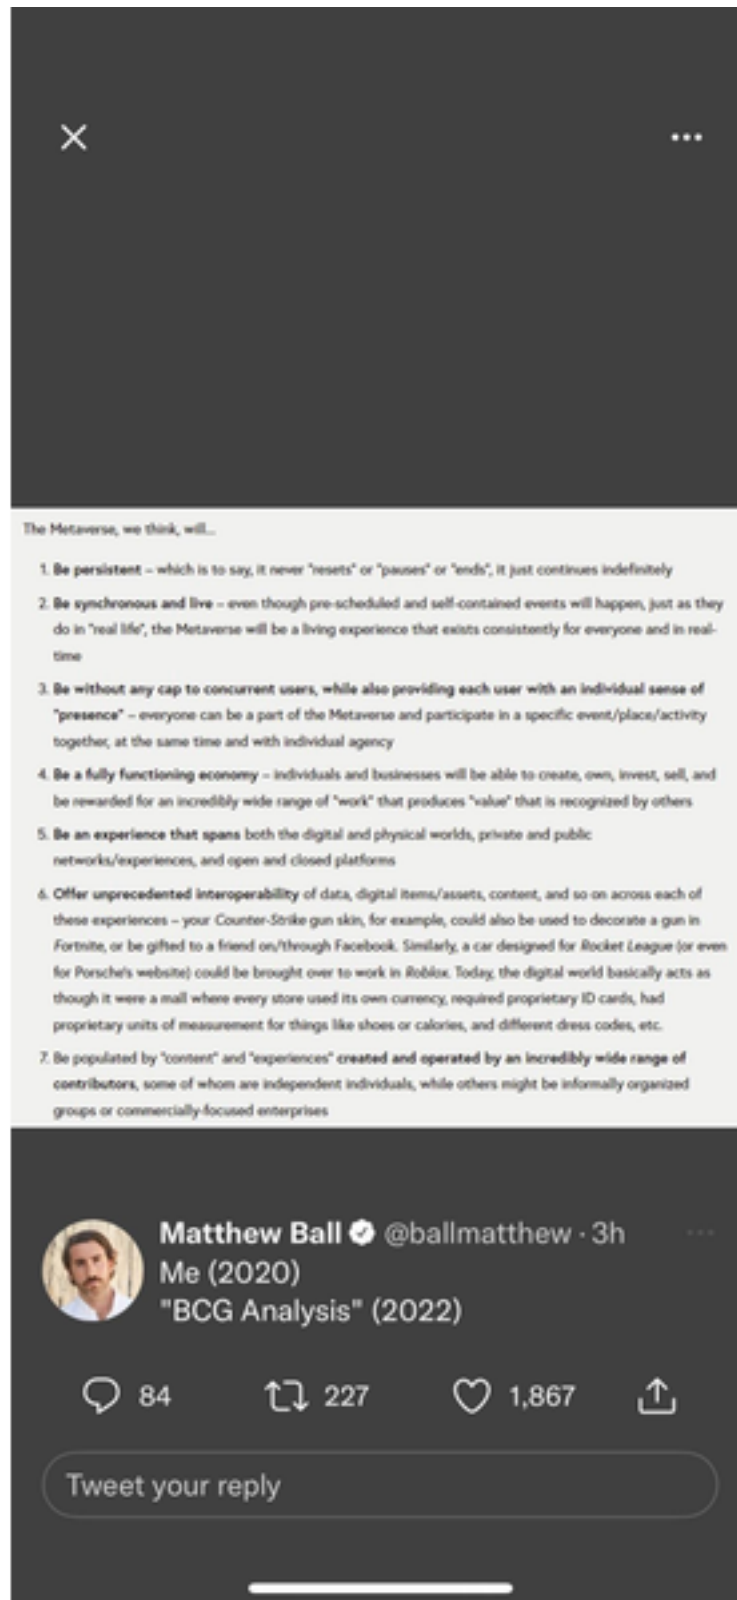 The Metaverse, we think, will...
1. Be persistent – which is to say, it never "resets" or "pauses" or "ends", it just continues indefinitely
2. Be synchronous and live – even though pre-scheduled and self-contained events will happen, just as they
do in "real life", the Metaverse will be a living experience that exists consistently for everyone and in real-
time
3. Be without any cap to concurrent users, while also providing each user with an individual sense of
"presence" – everyone can be a part of the Metaverse and participate in a specific event/place/activity
together, at the same time and with individual agency
4. Be a fully functioning economy – individuals and businesses will be able to create, own, invest, sell, and
be rewarded for an incredibly wide range of "work" that produces "value" that is recognized by others
5. Be an experience that spans both the digital and physical worlds, private and public
networks/experiences, and open and closed platforms
6. Offer unprecedented interoperability of data, digital items/assets, content, and so on across each of
these experiences – your Counter-Strike gun skin, for example, could also be used to decorate a gun in
Fortnite, or be gifted to a friend on/through Facebook. Similarly, a car designed for Rocket League (or even
for Porsche's website) could be brought over to work in Roblox. Today, the digital world basically acts as
though it were a mall where every store used its own currency, required proprietary ID cards, had
proprietary units of measurement for things like shoes or calories, and different dress codes, etc.
7. Be populated by "content" and "experiences" created and operated by an incredibly wide range of
contributors, some of whom are independent individuals, while others might be informally organized
groups or commercially-focused enterprises
Matthew Ball @ballmatthew · 3h
Me (2020)
"BCG Analysis" (2022)
84 227 1,867
Tweet your reply